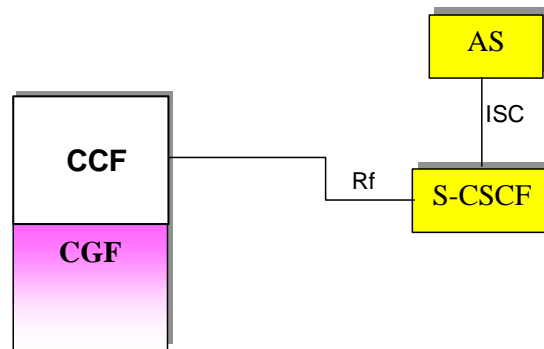 AS
ISC
CCF
Rf
S-CSCF
CGF